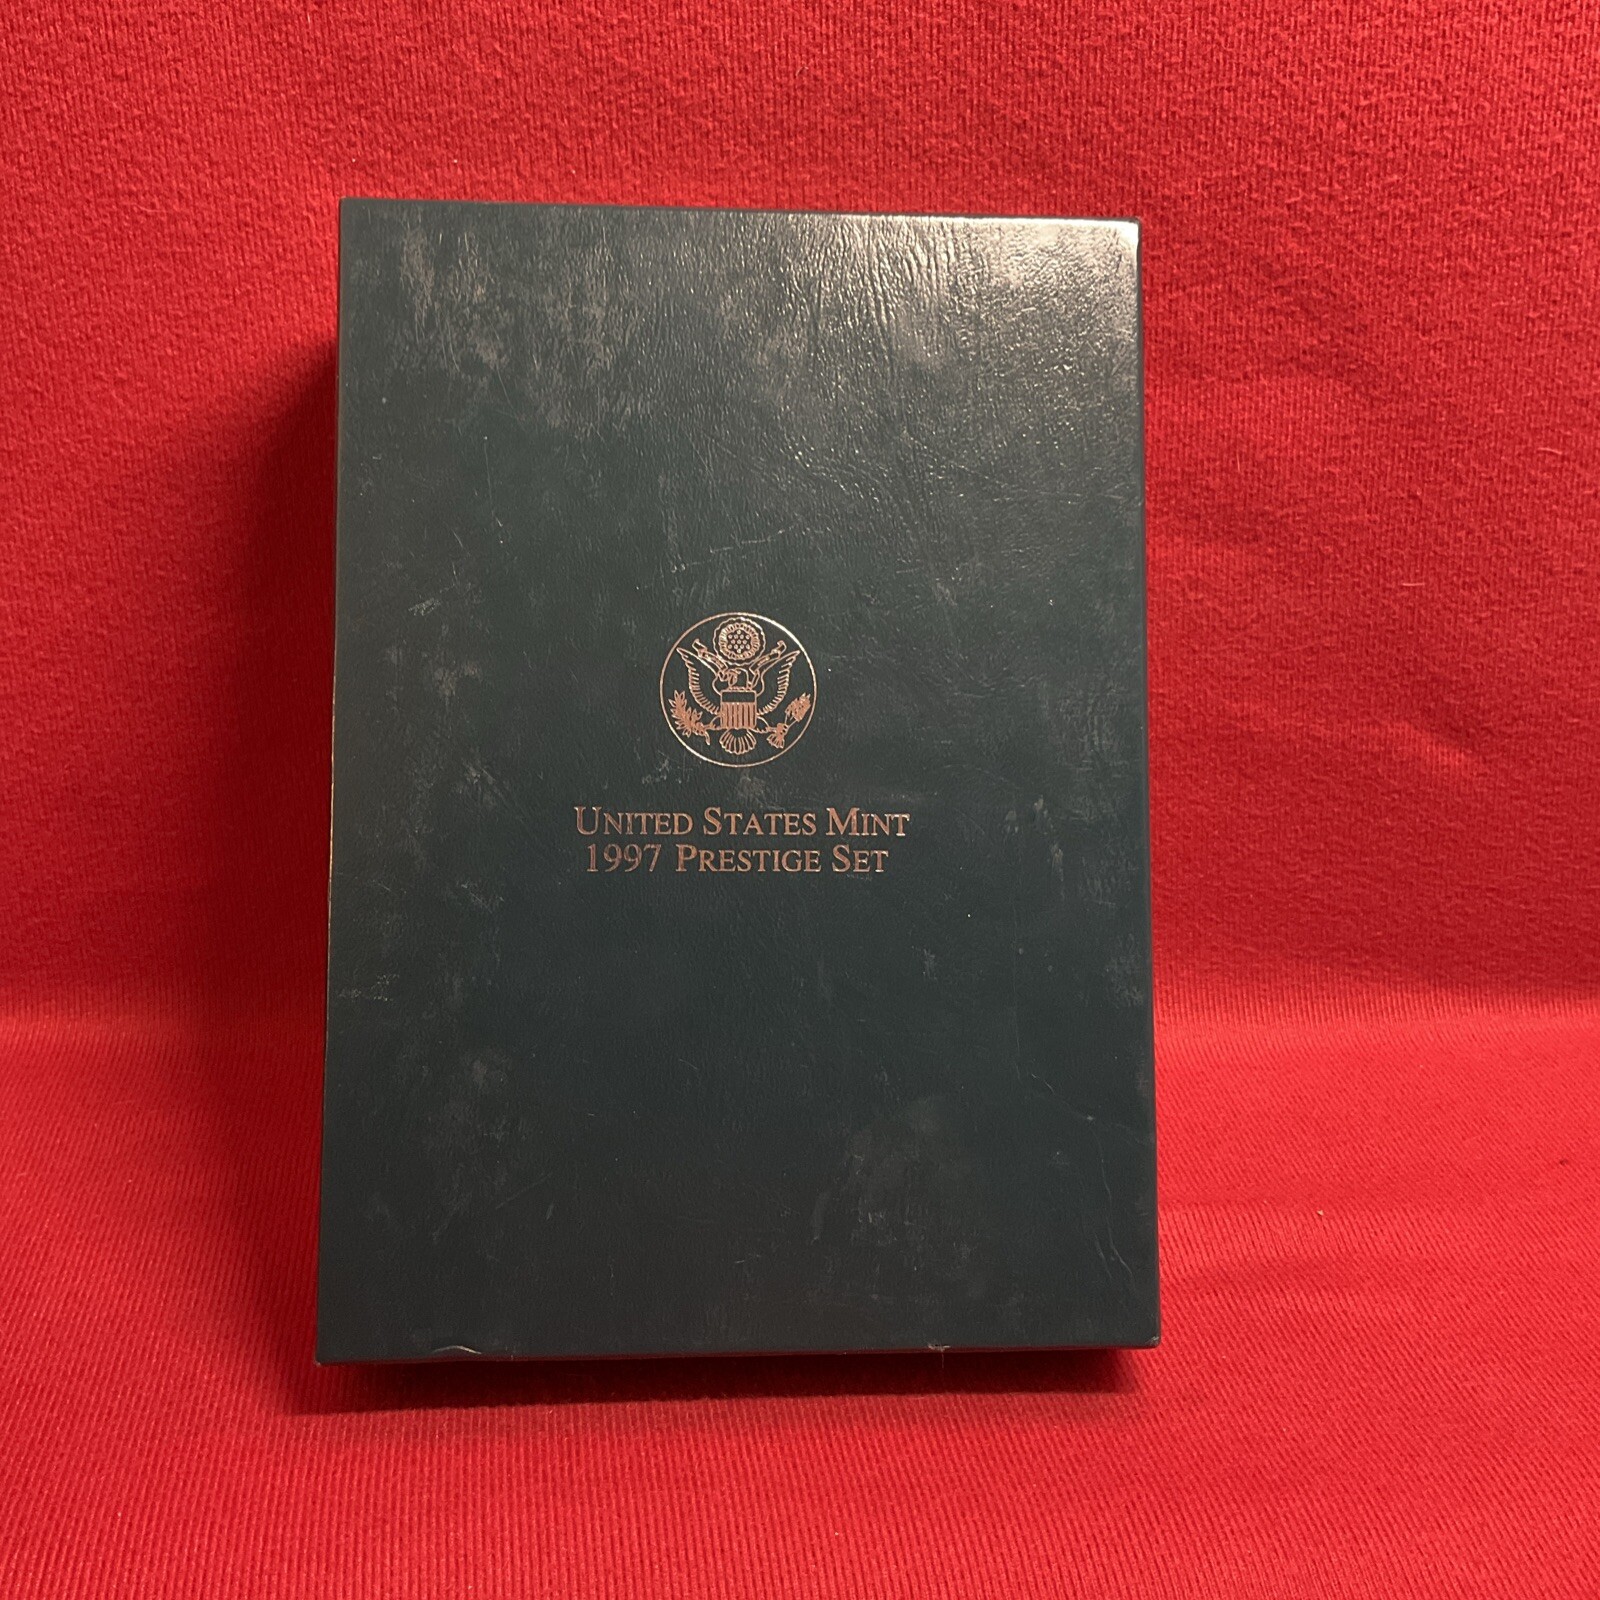 United States Mint
1997 Prestige Set